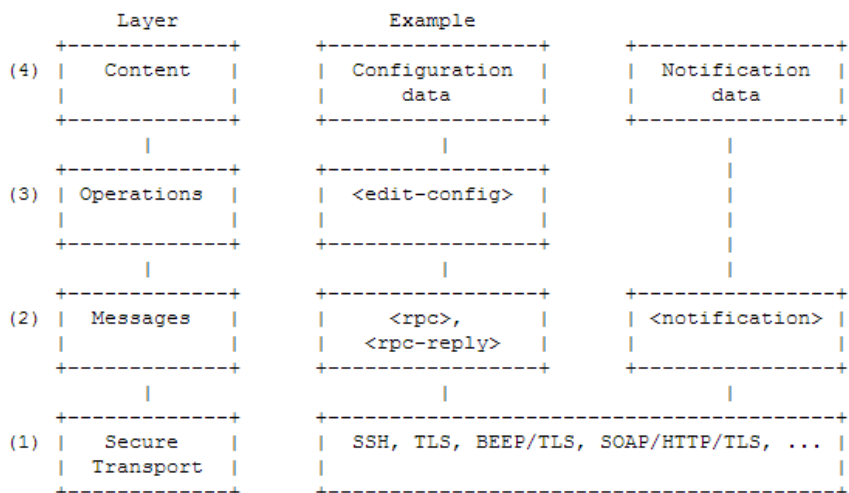 Layer Example
(4) Content Configuration Notification
data data
(3) Operations <edit-config>
(2) Messages <rpc>, <notification>
<rpc-reply>
(1) Secure SSH, TLS, BEEP/TLS, SOAP/HTTP/TLS, ...
Transport